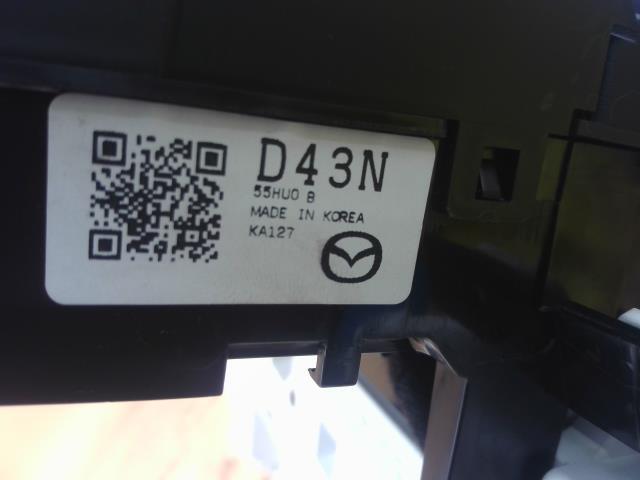 D43N
55HU0 B
MADE IN KOREA
KA127